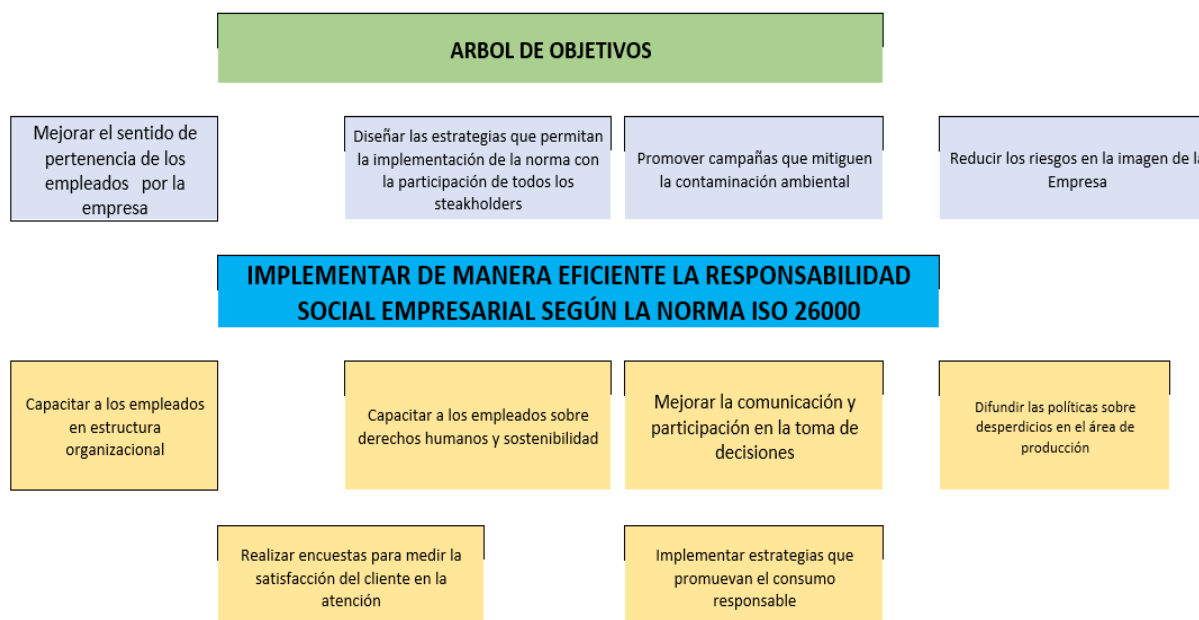 ARBOL DE OBJETIVOS
Mejorar el sentido de
pertenencia de los
empleados por la
empresa
Diseñar las estrategias que permitan
la implementación de la norma con
la participación de todos los
steakholders
Promover campañas que mitiguen
la contaminación ambiental
Reducir los riesgos en la imagen de la
Empresa
IMPLEMENTAR DE MANERA EFICIENTE LA RESPONSABILIDAD
SOCIAL EMPRESARIAL SEGÚN LA NORMA ISO 26000
Capacitar a los empleados
en estructura
organizacional
Capacitar a los empleados sobre
derechos humanos y sostenibilidad
Mejorar la comunicación y
participación en la toma de
decisiones
Difundir las políticas sobre
desperdicios en el área de
producción
Realizar encuestas para medir la
satisfacción del cliente en la
atención
Implementar estrategias que
promuevan el consumo
responsable